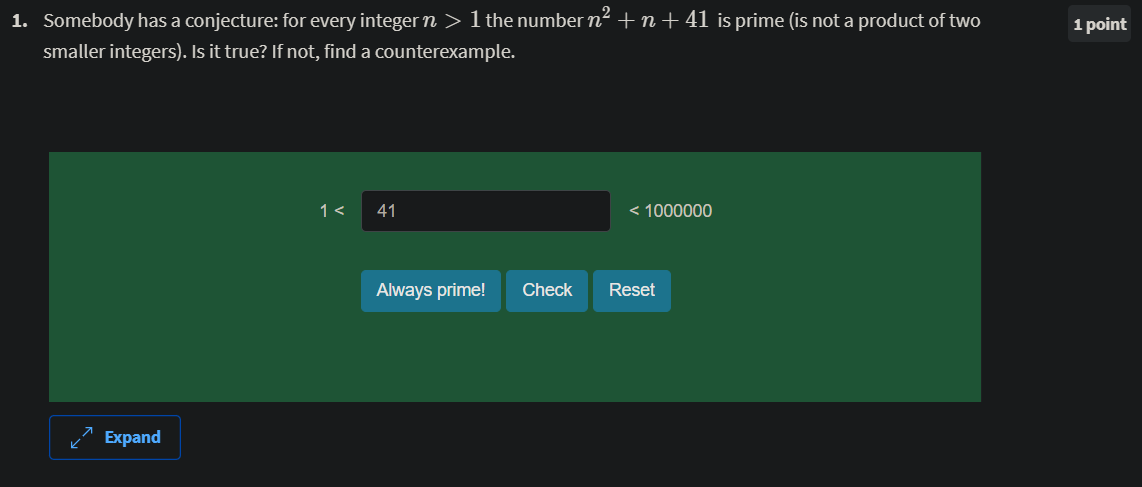 1. Somebody has a conjecture: for every integer n > 1 the number n² + n + 41 is prime (is not a product of two 1 point
smaller integers). Is it true? If not, find a counterexample.
1 < 41 < 1000000
Always prime! Check Reset
Expand